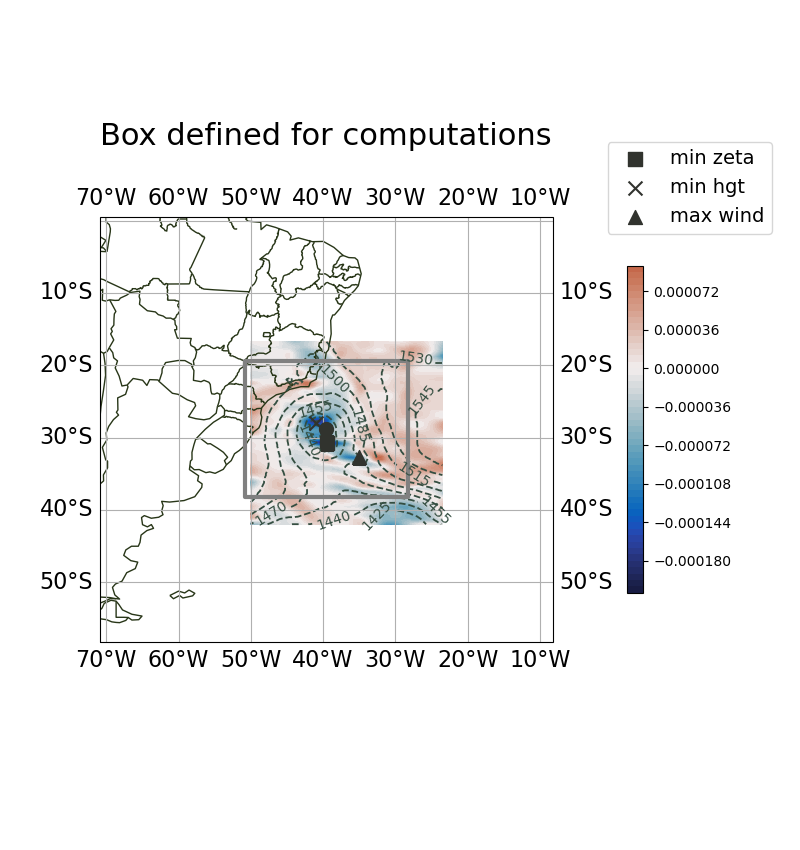 Box defined for computations
min zeta
min hgt
max wind
70°W 60°W 50°W 40°W 30°W 20°W 10°W
10°S 10°S
20°S
30°S 30°S
40°S 40°S
50°S 50°S
20°S
70°W 60°W 50°W 40°W 30°W 20°W 10°W
1530
1500
1545
1455
1485
1515
1470
1440
1425
1455
0.000072
0.000036
0.000000
−0.000036
−0.000072
−0.000108
−0.000144
−0.000180